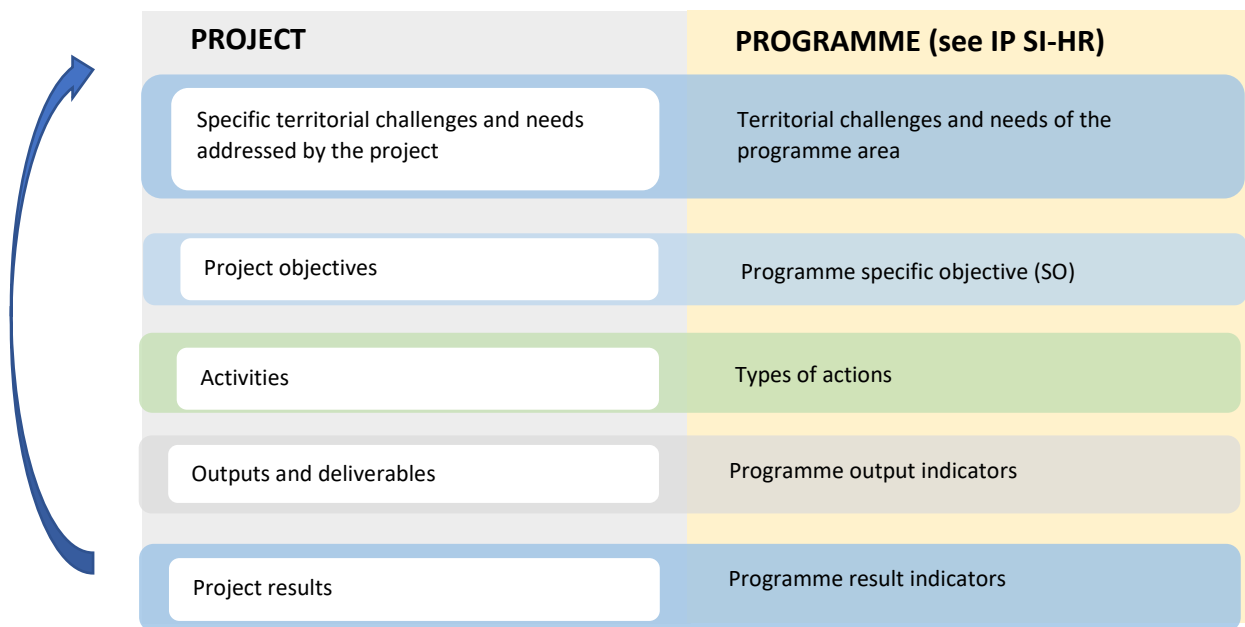 PROJECT
PROGRAMME (see IP SI-HR)
Specific territorial challenges and needs
addressed by the project
Territorial challenges and needs of the
programme area
Project objectives
Programme specific objective (SO)
Activities
Types of actions
Outputs and deliverables
Programme output indicators
Project results
Programme result indicators